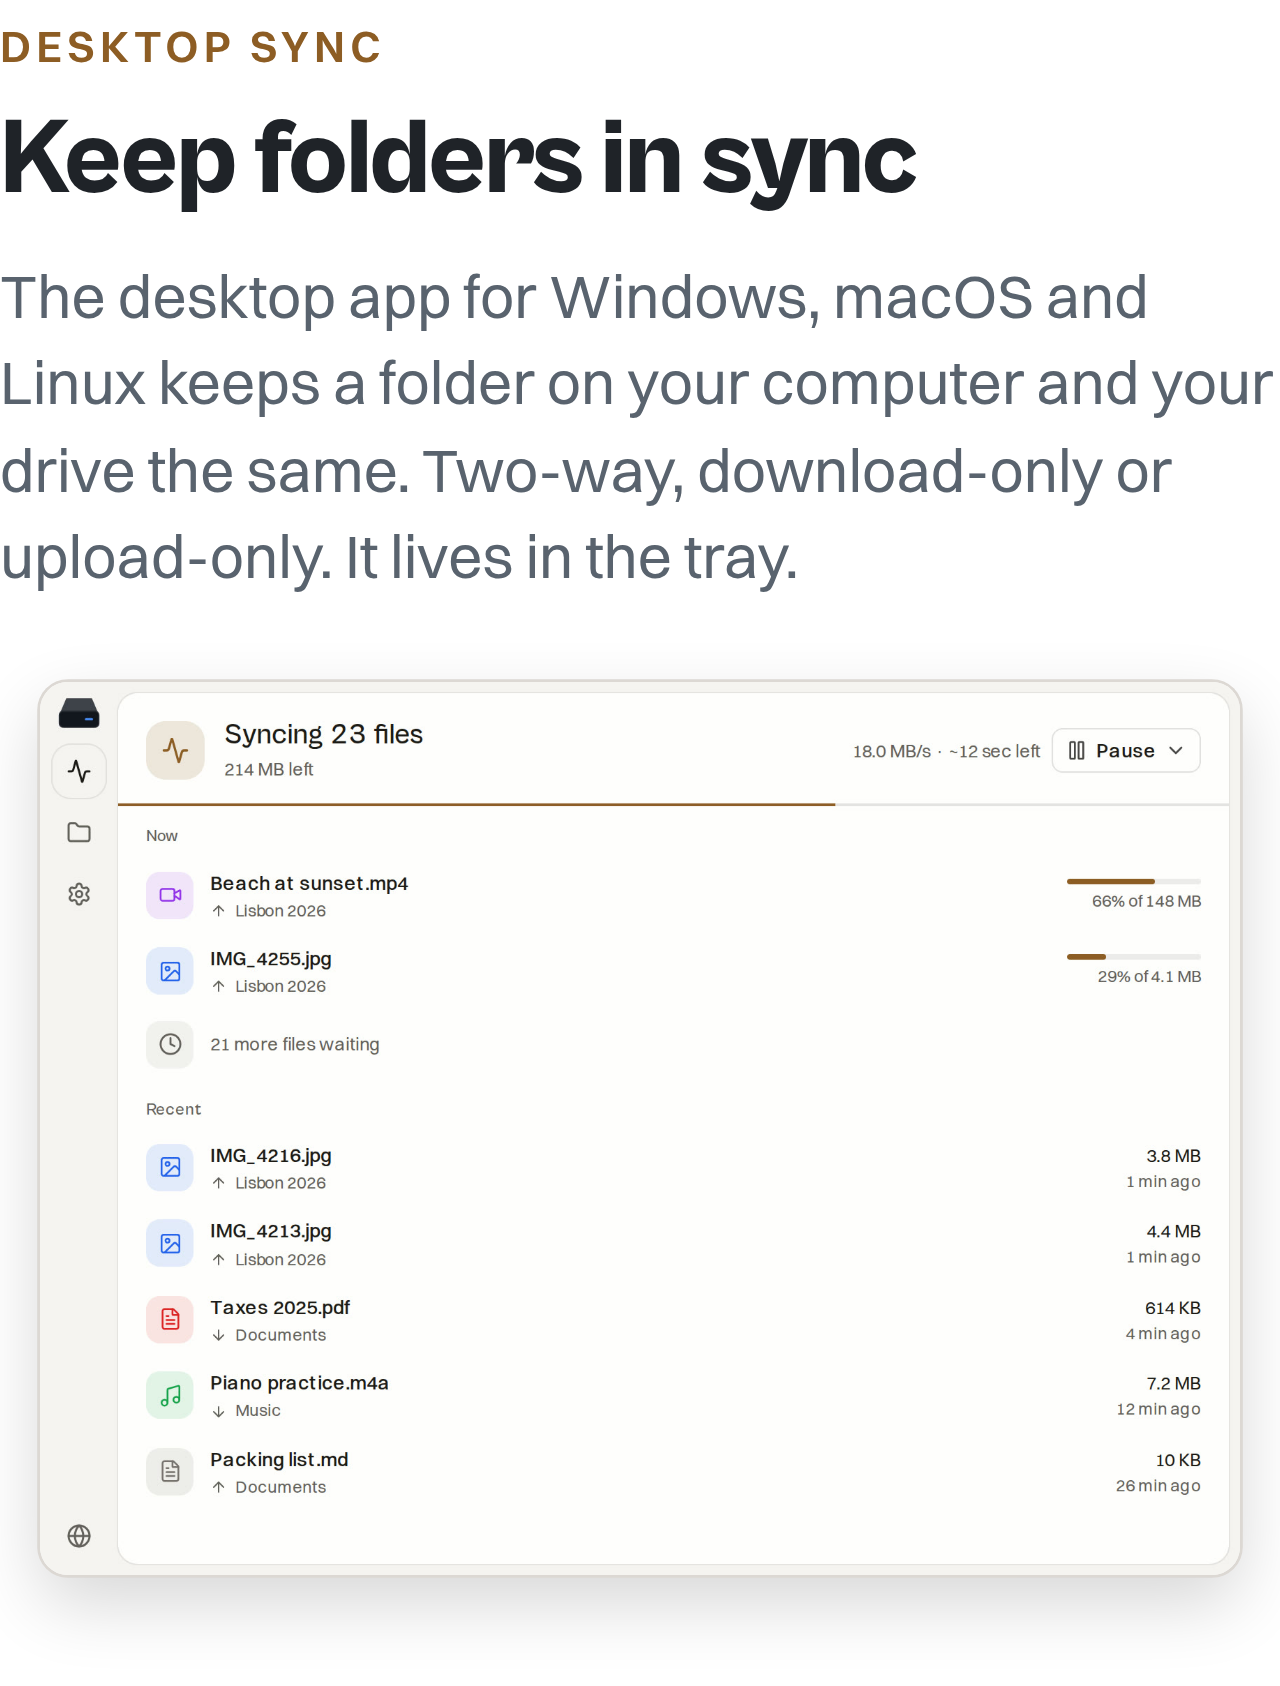 DESKTOP SYNC
Keep folders in sync
The desktop app for Windows, macOS and
Linux keeps a folder on your computer and your
drive the same. Two-way, download-only or
upload-only. It lives in the tray.
Syncing 23 files
214 MB left
18.0 MB/s · ~12 sec left
Pause
Now
Beach at sunset.mp4
Lisbon 2026
66% of 148 MB
IMG_4255.jpg
Lisbon 2026
29% of 4.1 MB
21 more files waiting
Recent
IMG_4216.jpg
3.8 MB
Lisbon 2026
1 min ago
IMG_4213.jpg
4.4 MB
Lisbon 2026
1 min ago
Taxes 2025.pdf
614 KB
Documents
4 min ago
Piano practice.m4a
7.2 MB
Music
12 min ago
Packing list.md
10 KB
Documents
26 min ago